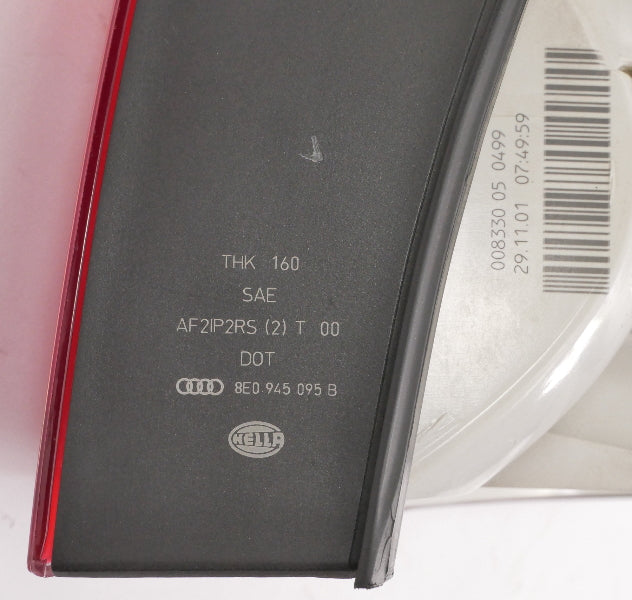 THK 160
SAE
AF2IP2RS (2) T 00
DOT
8E0 945 095 B
HELLA
008330 05 0499
29.11.01 07:49:59